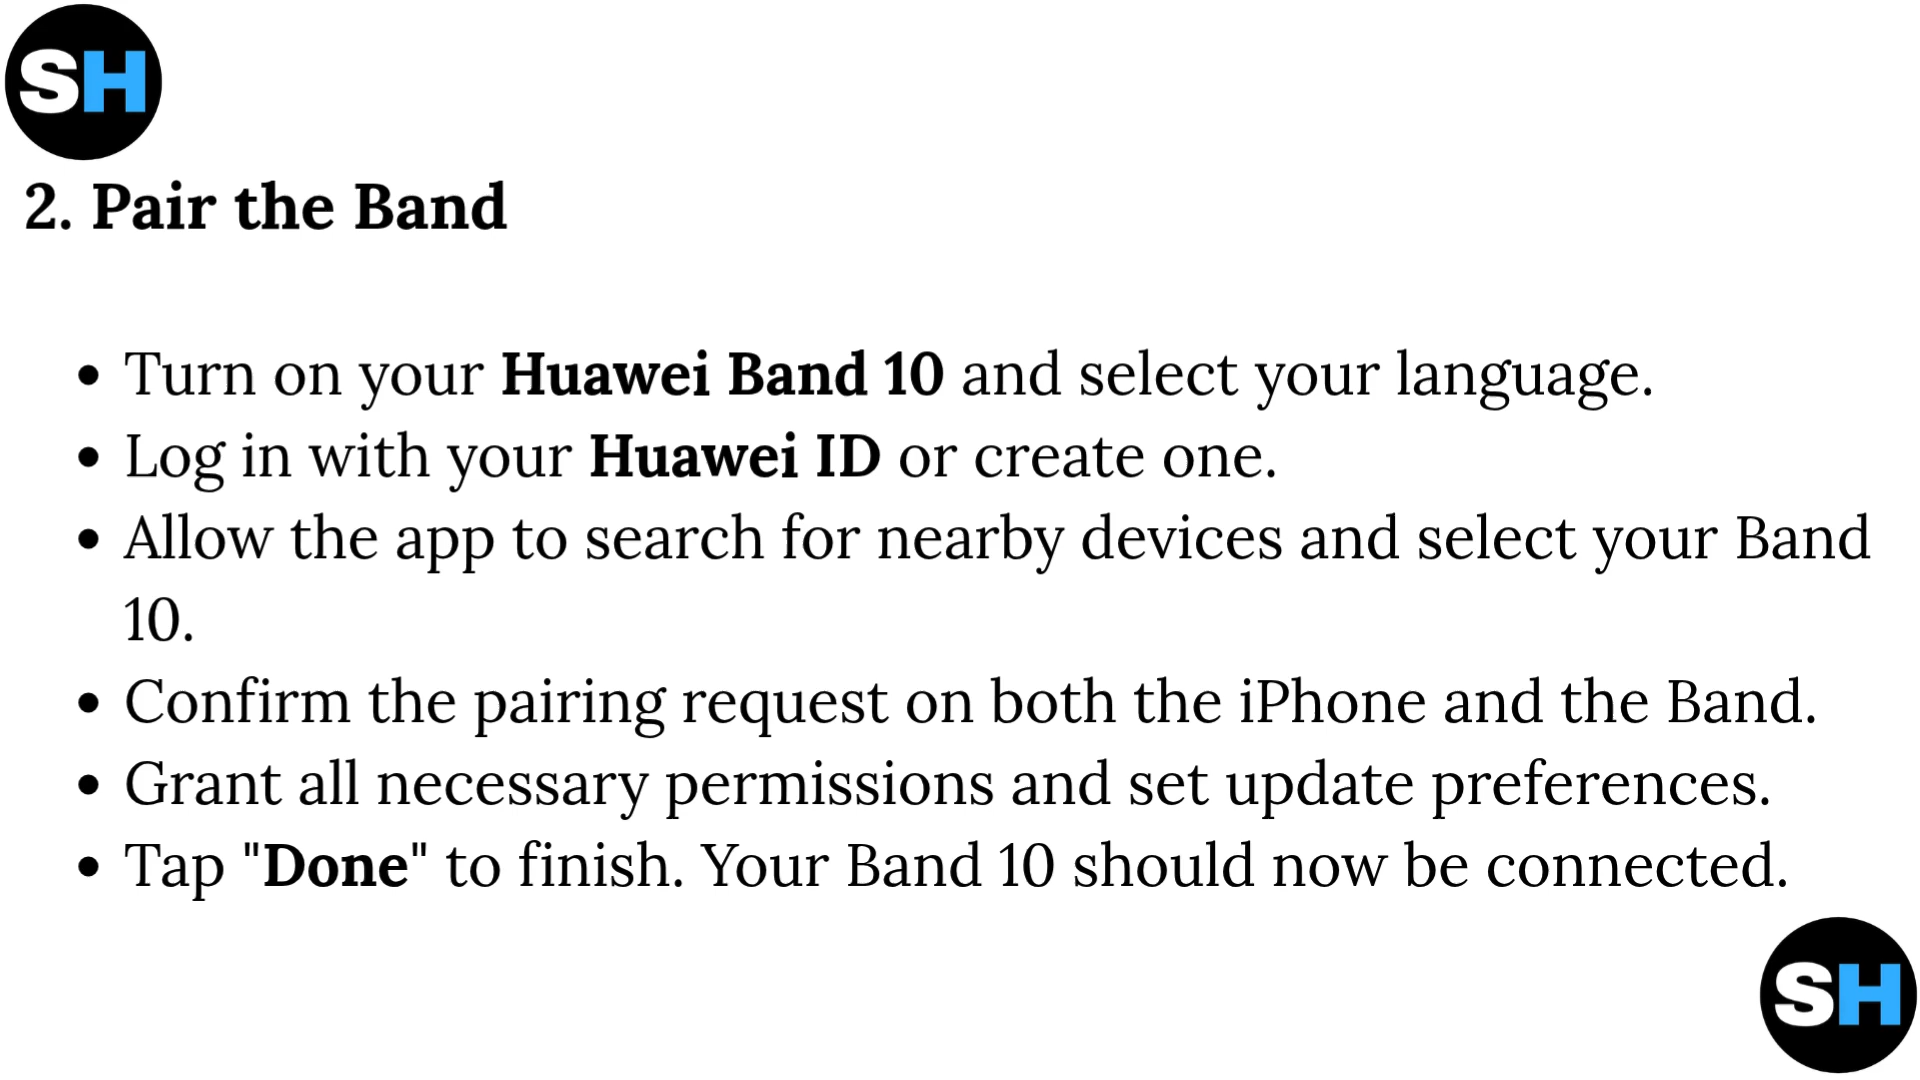 SH
2. Pair the Band
• Turn on your Huawei Band 10 and select your language.
• Log in with your Huawei ID or create one.
• Allow the app to search for nearby devices and select your Band
10.
• Confirm the pairing request on both the iPhone and the Band.
• Grant all necessary permissions and set update preferences.
• Tap "Done" to finish. Your Band 10 should now be connected.
SH